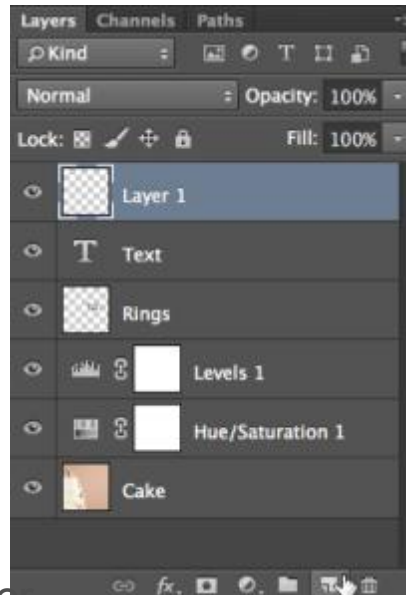 Layers Channels Paths
Kind
Normal Opacity: 100%
Lock: Fill: 100%
Layer 1
T Text
Rings
Levels 1
Hue/Saturation 1
Cake
fx